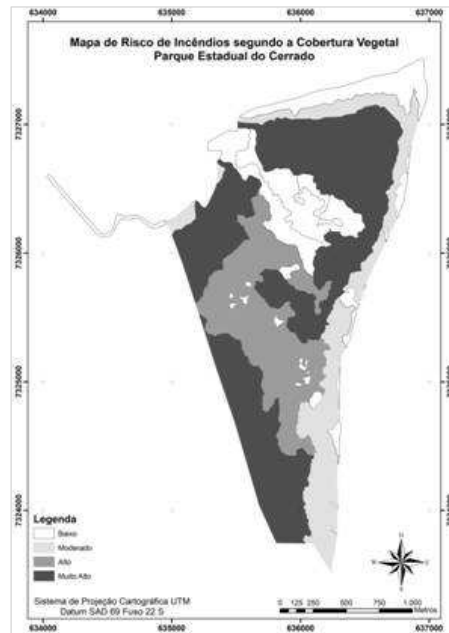 634000 635000 636000 637000
Mapa de Risco de Incêndios segundo a Cobertura Vegetal
Parque Estadual do Cerrado
7327000
7326000
7325000
7324000
Legenda
Baixo
Moderado
Alto
Muito Alto
Sistema de Projeção Cartográfica UTM
Datum SAD 69 Fuso 22 S
0 125 250 500 750 1.000
Metros
634000 635000 636000 637000